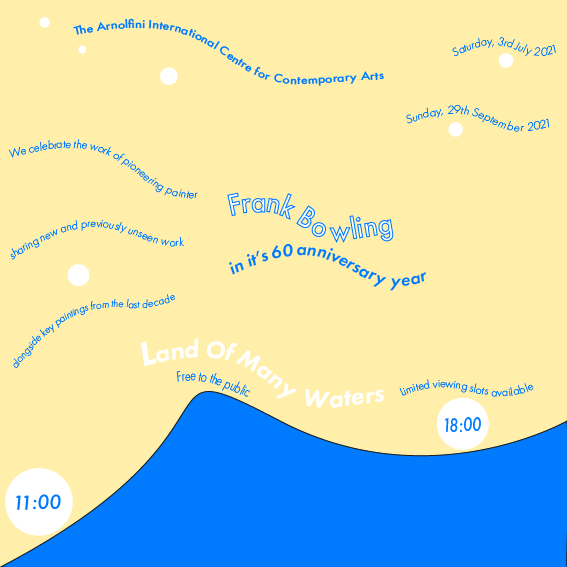 The Arnolfini International Centre for Contemporary Arts
Saturday, 3rd July 2021
Sunday, 29th September 2021
We celebrate the work of pioneering painter
Frank Bowling
sharing new and previously unseen work
in it's 60 anniversary year
alongside key paintings from the last decade
Land Of Many Waters
Free to the public
limited viewing slots available
18:00
11:00